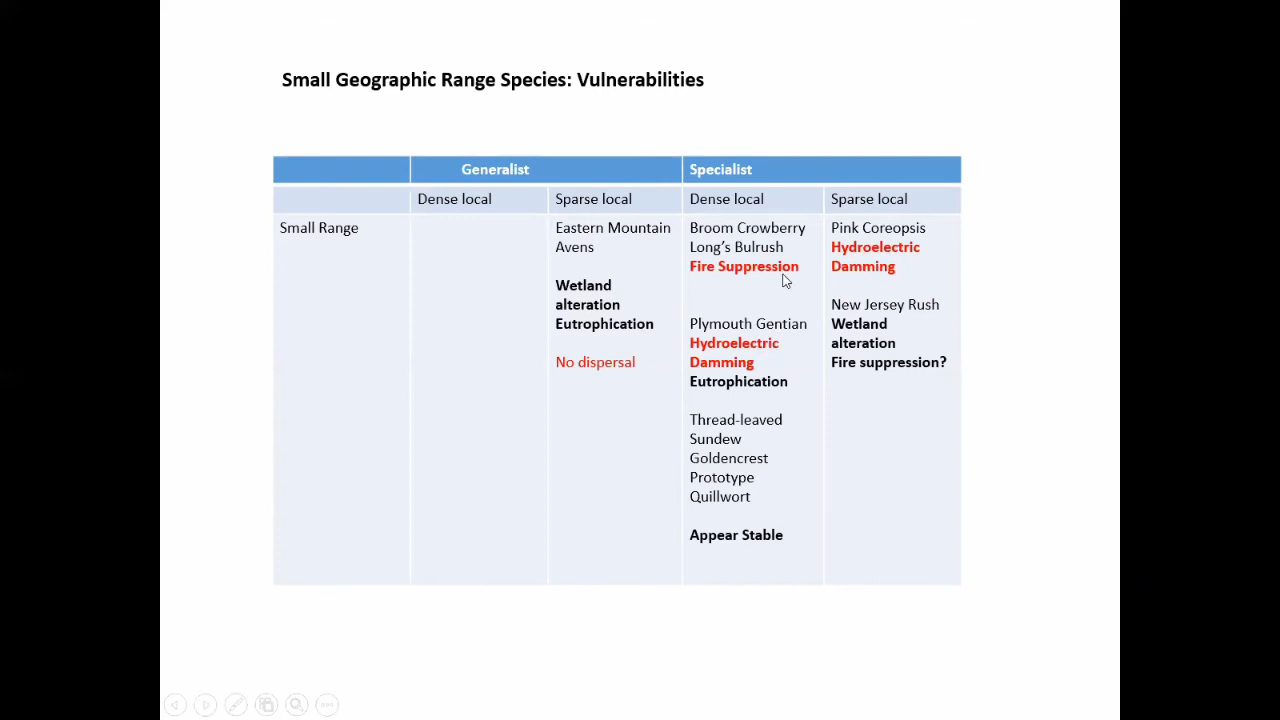 Small Geographic Range Species: Vulnerabilities
Generalist
Specialist
Dense local
Sparse local
Dense local
Sparse local
Small Range
Eastern Mountain
Avens
Wetland
alteration
Eutrophication
No dispersal
Broom Crowberry
Long's Bulrush
Fire Suppression
Plymouth Gentian
Hydroelectric
Damming
Eutrophication
Thread-leaved
Sundew
Goldencrest
Prototype
Quillwort
Appear Stable
Pink Coreopsis
Hydroelectric
Damming
New Jersey Rush
Wetland
alteration
Fire suppression?